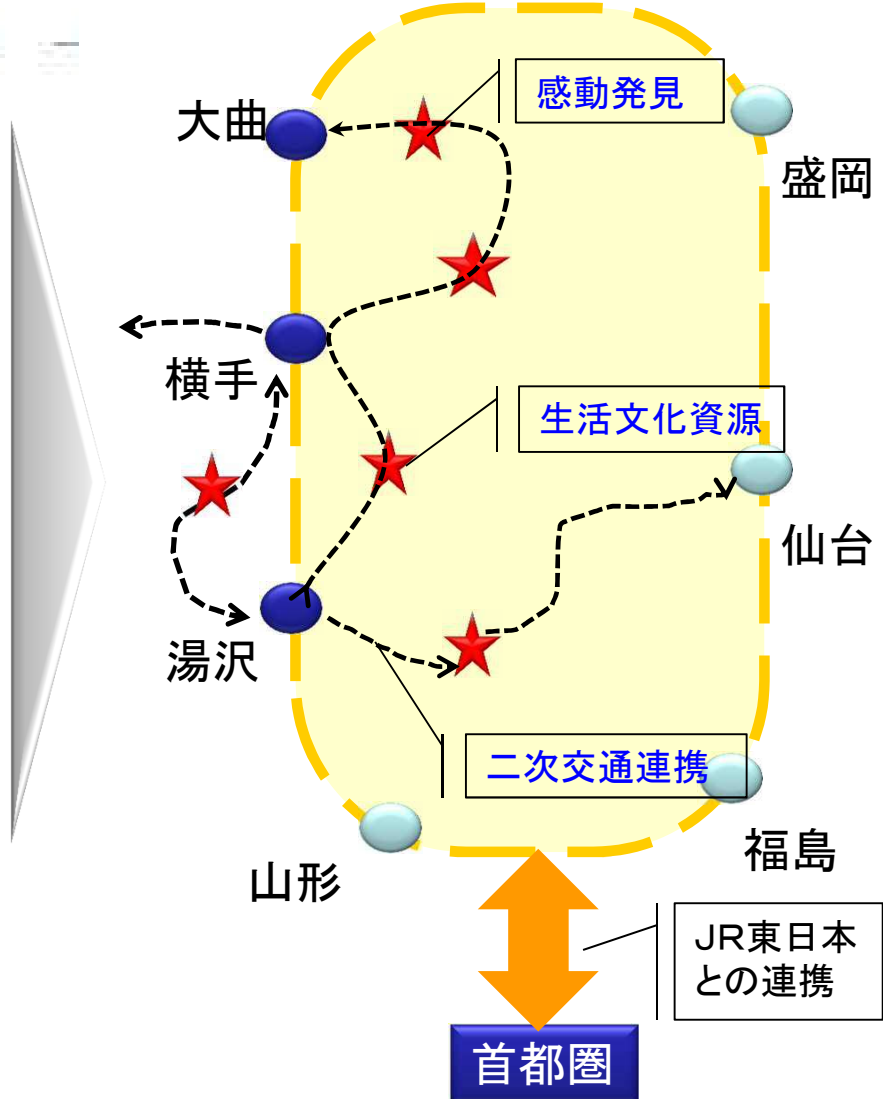 感動発見
大曲
盛岡
横手
生活文化資源
仙台
湯沢
二次交通連携
福島
山形
JR東日本
との連携
首都圏